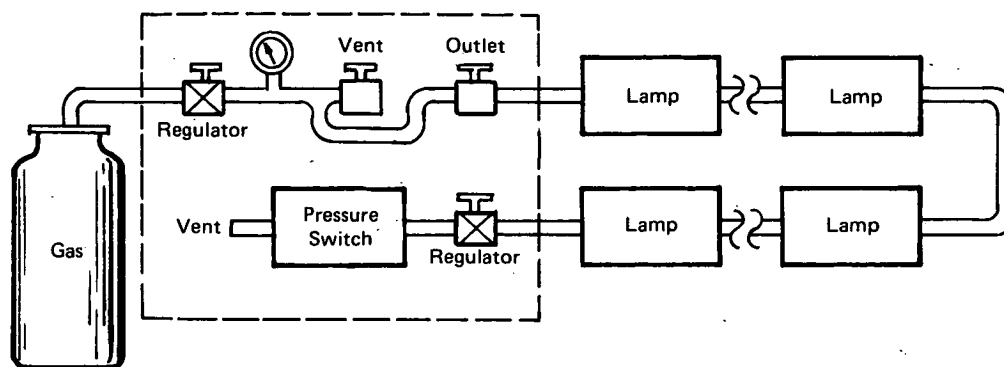 Vent
Outlet
Lamp
Lamp
Regulator
Gas
Vent
Pressure
Switch
Regulator
Lamp
Lamp